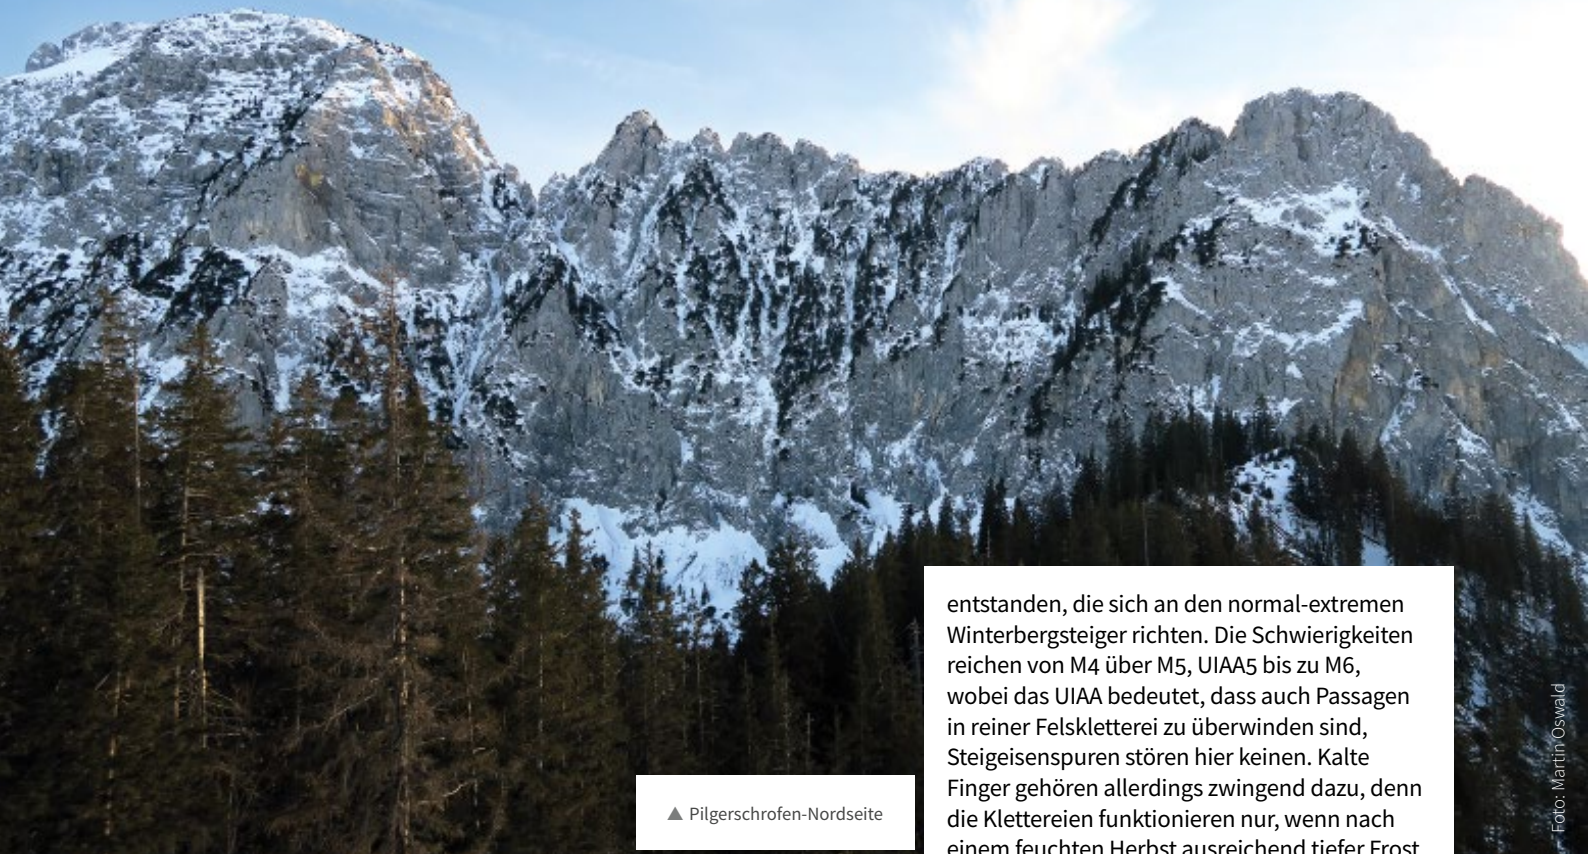 entstanden, die sich an den normal-extremen
Winterbergsteiger richten. Die Schwierigkeiten
reichen von M4 über M5, UIAA5 bis zu M6,
wobei das UIAA bedeutet, dass auch Passagen
in reiner Felskletterei zu überwinden sind,
Steigeisenspuren stören hier keinen. Kalte
Finger gehören allerdings zwingend dazu, denn
die Klettereien funktionieren nur, wenn nach
einem feuchten Herbst ausreichend tiefer Frost
▲ Pilgerschrofen-Nordseite
Foto: Martin Oswald